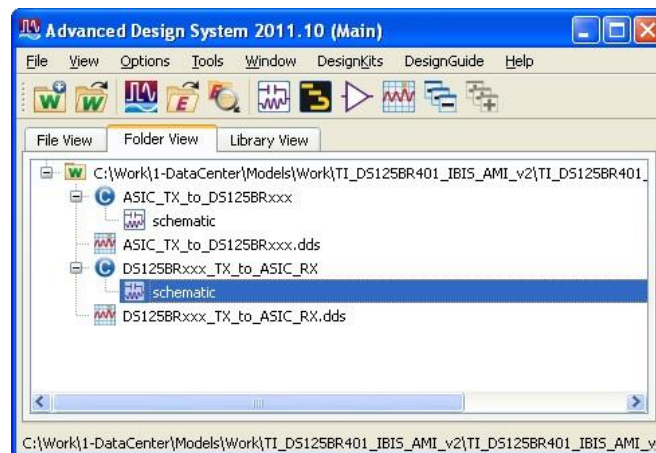 Advanced Design System 2011.10 (Main)
File View Options Tools Window DesignKits DesignGuide Help
File View Folder View Library View
C:\Work\1-DataCenter\Models\Work\TI_DS125BR401_IBIS_AMI_v2\TI_DS125BR401_
ASIC_TX_to_DS125BRxxx
schematic
ASIC_TX_to_DS125BRxxx.dds
DS125BRxxx_TX_to_ASIC_RX
schematic
DS125BRxxx_TX_to_ASIC_RX.dds
C:\Work\1-DataCenter\Models\Work\TI_DS125BR401_IBIS_AMI_v2\TI_DS125BR401_IBIS_AMI_v